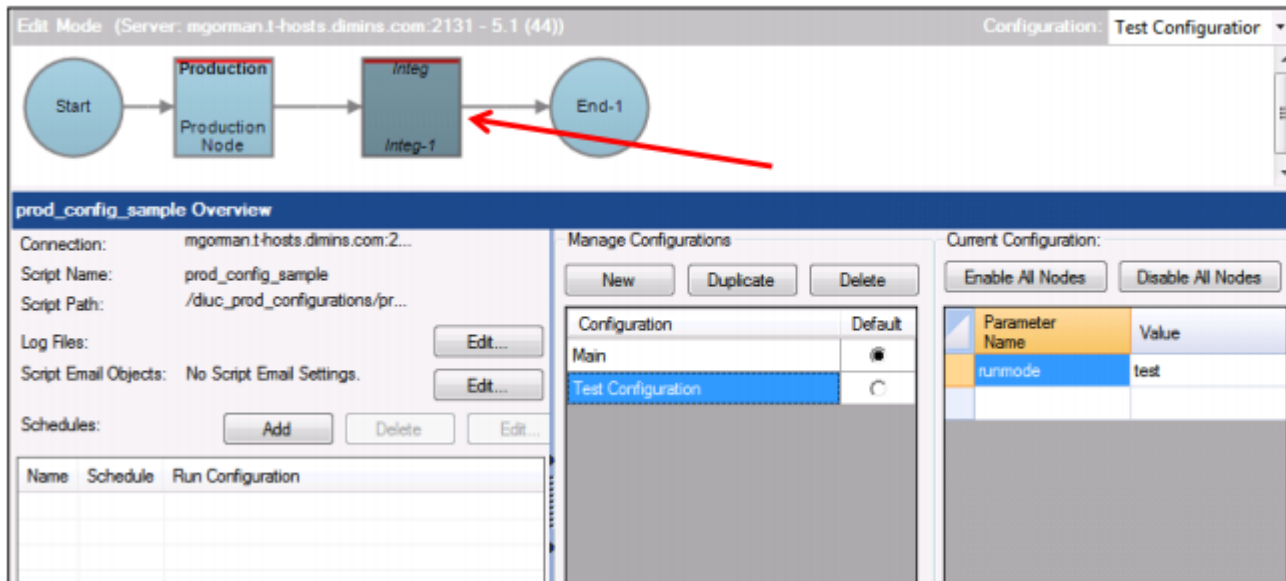 Edit Mode (Server: mgorman.t-hosts.dimins.com:2131 - 5.1 (44))
Configuration: Test Configuration
Start
Production
Production
Node
Integ
Integ-1
End-1
prod_config_sample Overview
Connection: mgorman.t-hosts.dimins.com:2...
Script Name: prod_config_sample
Script Path: /diuc_prod_configurations/pr...
Log Files: Edit...
Script Email Objects: No Script Email Settings. Edit...
Schedules: Add Delete Edit...
Name Schedule Run Configuration
Manage Configurations
New Duplicate Delete
Configuration Default
Main
Test Configuration
Current Configuration:
Enable All Nodes Disable All Nodes
Parameter
Name Value
runmode test